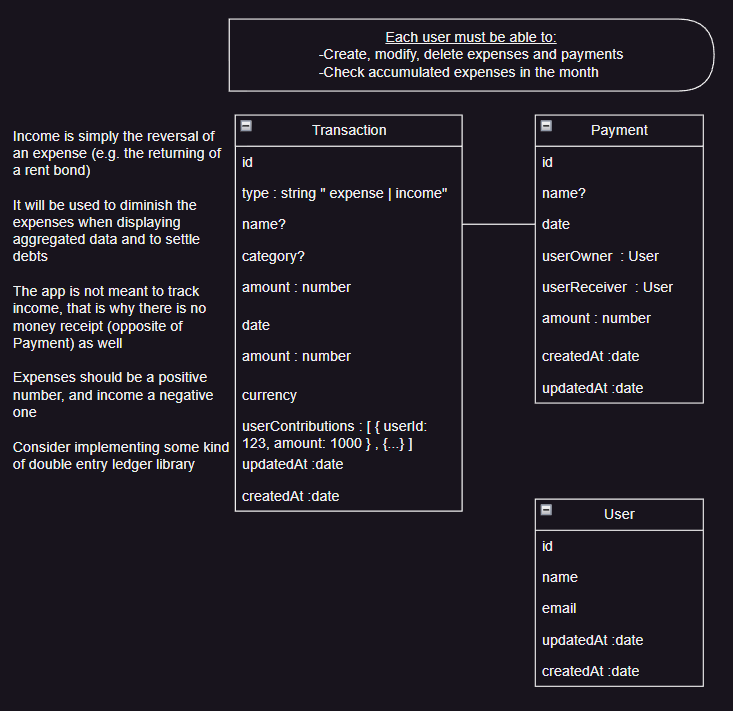 Each user must be able to:
-Create, modify, delete expenses and payments
-Check accumulated expenses in the month
Income is simply the reversal of
an expense (e.g. the returning of
a rent bond)
It will be used to diminish the
expenses when displaying
aggregated data and to settle
debts
The app is not meant to track
income, that is why there is no
money receipt (opposite of
Payment) as well
Expenses should be a positive
number, and income a negative
one
Consider implementing some kind
of double entry ledger library
Transaction
id
type : string " expense | income"
name?
category?
amount : number
date
amount : number
currency
userContributions : [ { userId:
123, amount: 1000 } , {...} ]
updatedAt :date
createdAt :date
Payment
id
name?
date
userOwner  : User
userReceiver  : User
amount : number
createdAt :date
updatedAt :date
User
id
name
email
updatedAt :date
createdAt :date